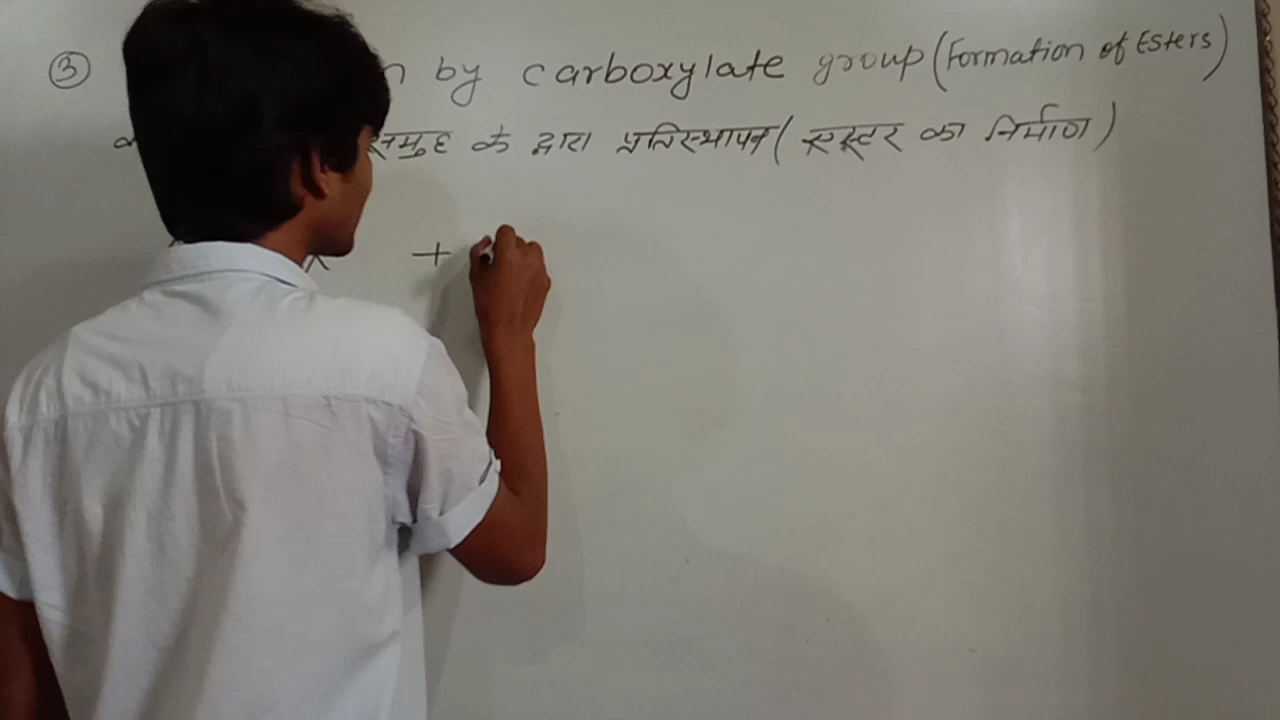 ③ n by carboxylate group (Formation of Esters)
समुह के द्वारा प्रतिस्थापन (एस्टर का निर्माण)
X +